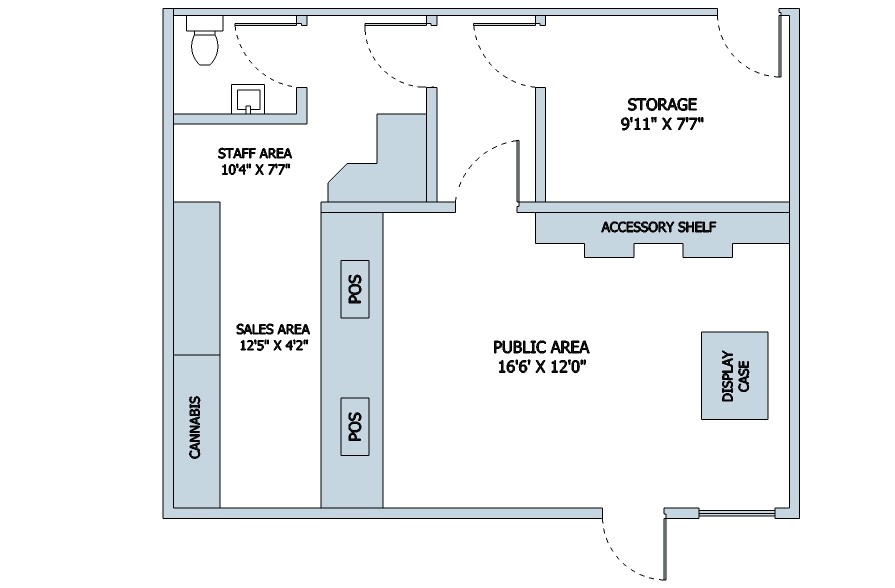 STORAGE
9'11" X 7'7"
STAFF AREA
10'4" X 7'7"
ACCESSORY SHELF
POS
SALES AREA
12'5" X 4'2"
PUBLIC AREA
16'6' X 12'0"
DISPLAY
CASE
CANNABIS
POS